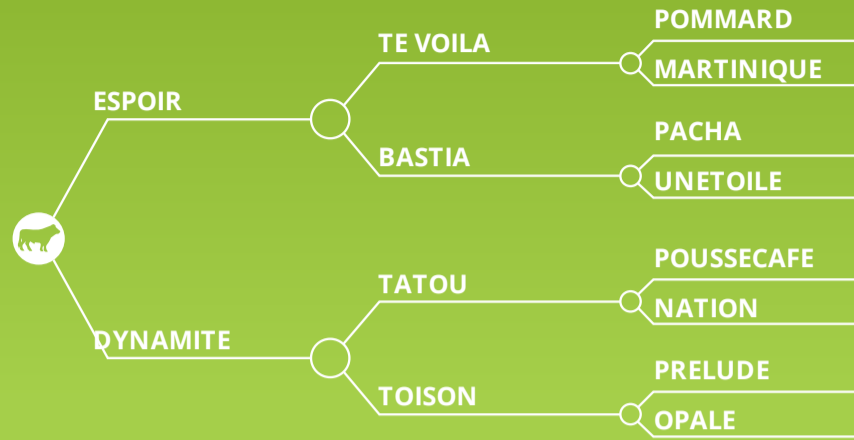 POMMARD
TE VOILA
MARTINIQUE
ESPOIR
PACHA
BASTIA
UNETOILE
POUSSECAFE
TATOU
NATION
DYNAMITE
PRELUDE
TOISON
OPALE